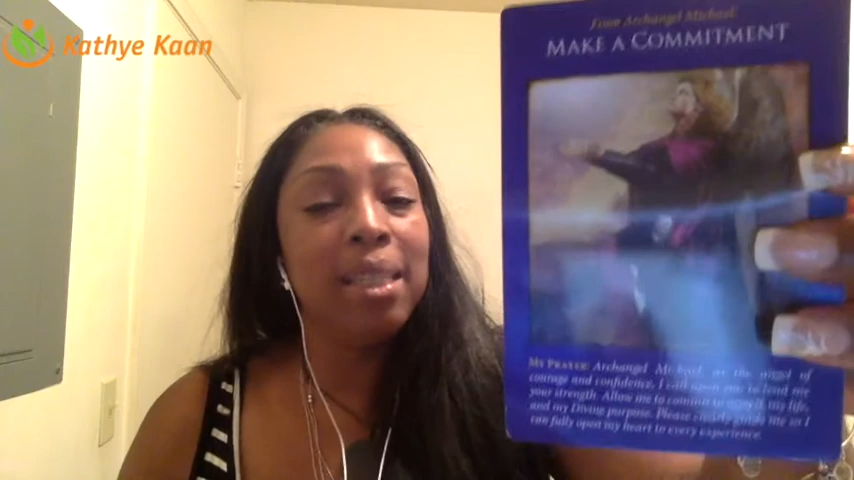 Kathye Kaan
From Archangel Michael
MAKE A COMMITMENT
MY PRAYER: Archangel Michael, as the angel of
courage and confidence, I call upon you to lend me
your strength. Allow me to commit to myself, my life,
and my Divine purpose. Please clearly guide me so I
can fully open my heart to every experience.